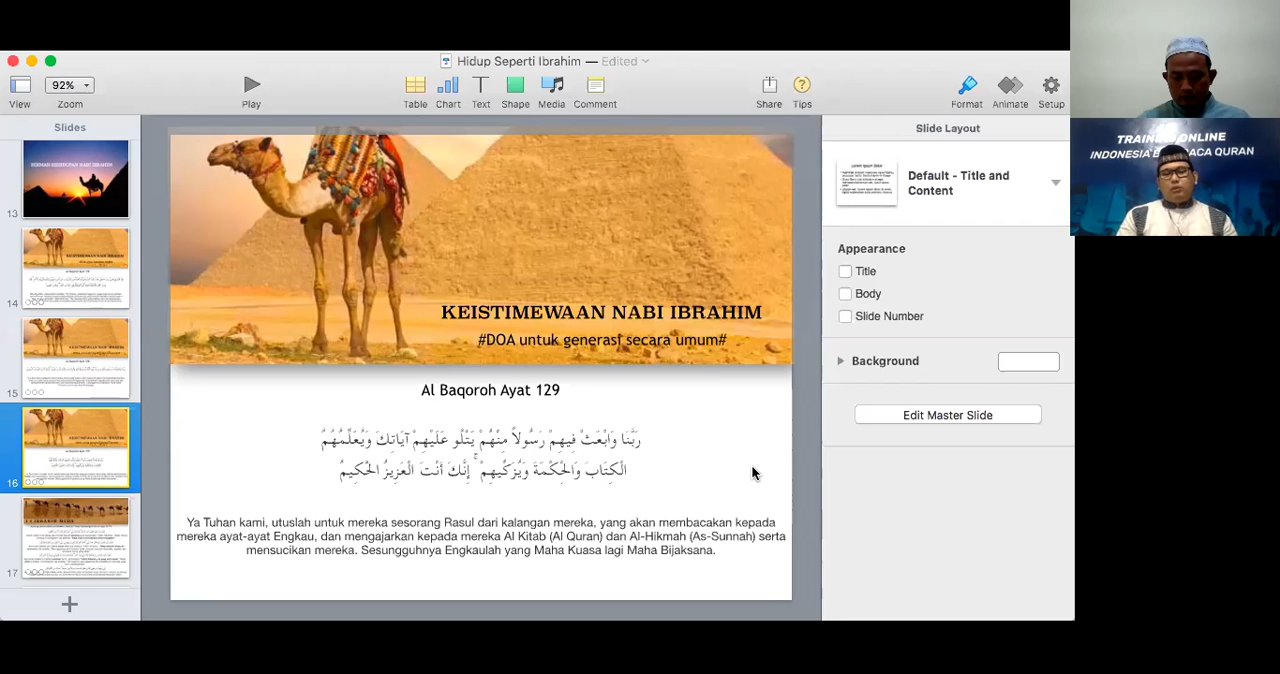 Hidup Seperti Ibrahim — Edited
92%
View
Zoom
Play
Table
Chart
Text
Shape
Media
Comment
Share
Tips
Format
Animate
Setup
Slides
13
14
15
16
17
KEISTIMEWAAN NABI IBRAHIM
#DOA untuk generasi secara umum#
Al Baqoroh Ayat 129
رَبَّنَا وَابْعَثْ فِيهِمْ رَسُولاً مِنْهُمْ يَتْلُو عَلَيْهِمْ آيَاتِكَ وَيُعَلِّمُهُمُ
الْكِتَابَ وَالْحِكْمَةَ وَيُزَكِّيهِمْ ۚ إِنَّكَ أَنْتَ الْعَزِيزُ الْحَكِيمُ
Ya Tuhan kami, utuslah untuk mereka sesorang Rasul dari kalangan mereka, yang akan membacakan kepada
mereka ayat-ayat Engkau, dan mengajarkan kepada mereka Kitab (Al Quran) dan Al-Hikmah (As-Sunnah) serta
mensucikan mereka. Sesungguhnya Engkaulah yang Maha Kuasa lagi Maha Bijaksana.
Slide Layout
Default - Title and
Content
Appearance
Title
Body
Slide Number
Background
Edit Master Slide
ONLINE
INDONESIA
QURAN